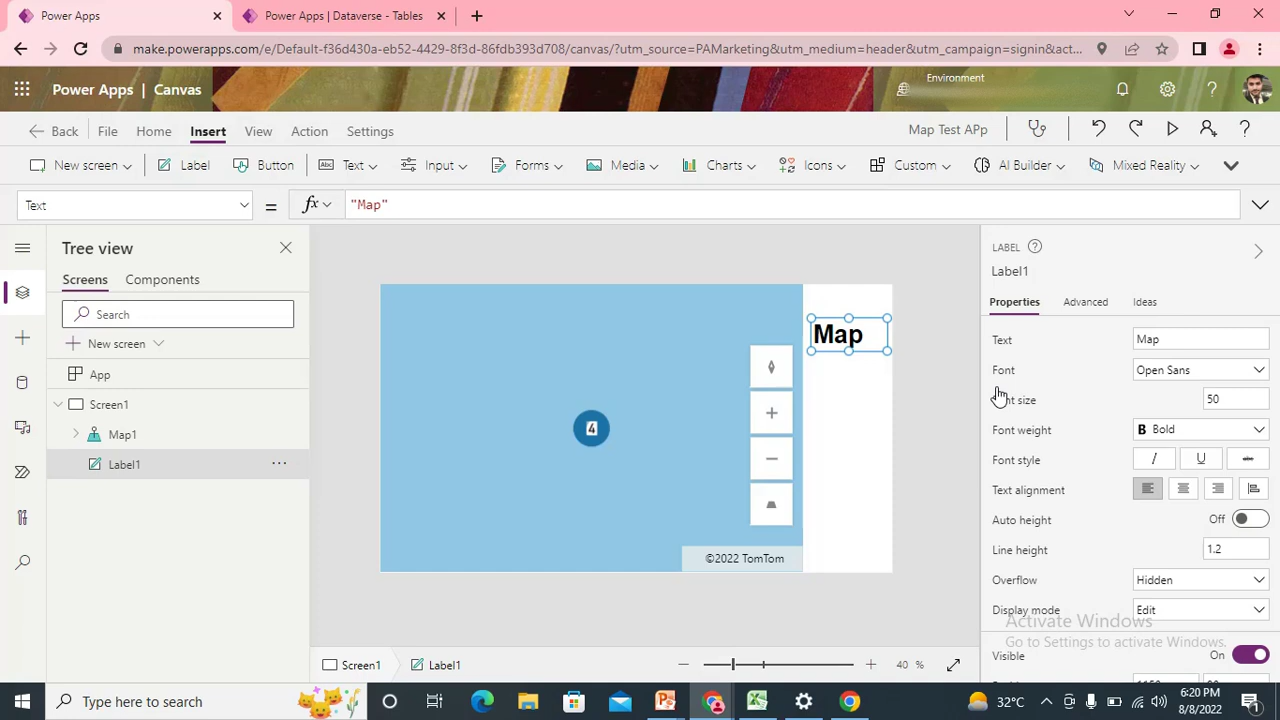 Power Apps
Power Apps | Dataverse - Tables
make.powerapps.com/e/Default-f36d430a-eb52-4429-8f3d-86fdb3593d708/canvas/?utm_source=PAMarketing&utm_medium=header&utm_campaign=signin&act...
Power Apps | Canvas
Environment
Back File Home Insert View Action Settings Map Test APp
New screen Label Button Abc Text Input Forms Media Charts Icons Custom AI Builder Mixed Reality
Text = fx "Map"
Tree view
Screens Components
Search
New screen
App
Screen1
Map1
Label1
Map
4
©2022 TomTom
LABEL
Label1
Properties Advanced Ideas
Text Map
Font Open Sans
nt size 50
Font weight B Bold
Font style / U abc
Text alignment
Auto height Off
Line height 1.2
Overflow Hidden
Display mode Edit
Activate Windows
Go to Settings to activate Windows.
Visible On
Screen1 Label1 40 %
Type here to search
32°C 6:20 PM
8/8/2022 1